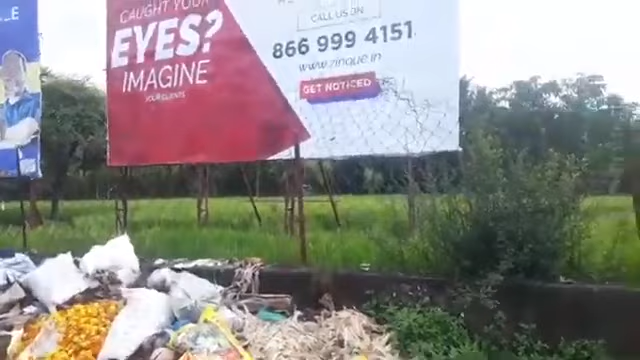 CAUGHT YOUR
EYES?
IMAGINE
YOUR CLIENTS
CALL US ON
866 999 4151
www.zinque.in
GET NOTICED